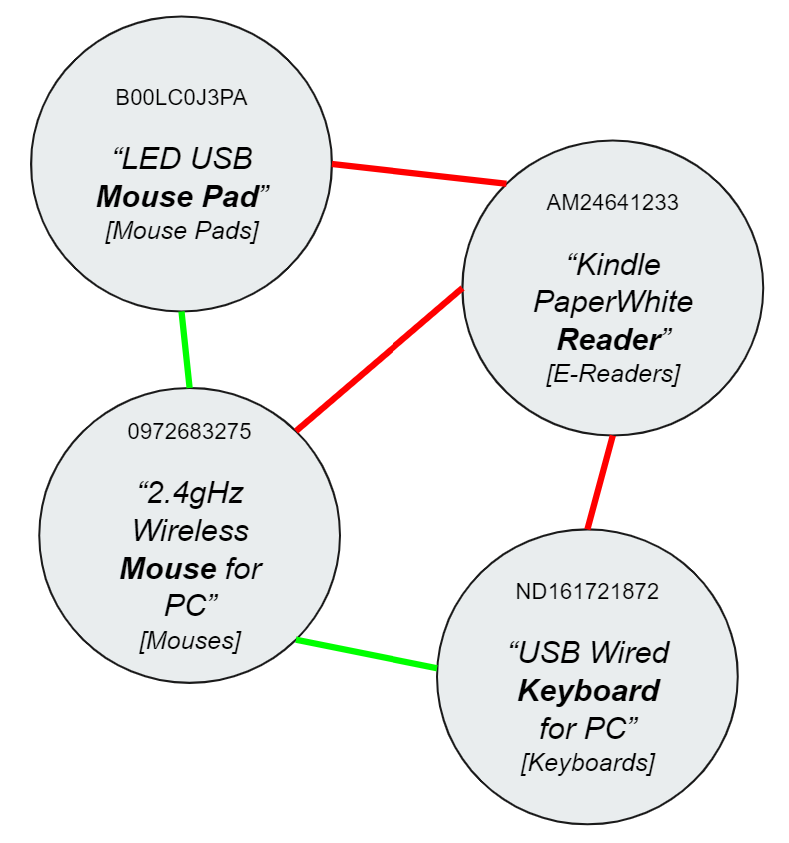 B00LC0J3PA
“LED USB
Mouse Pad”
[Mouse Pads]
AM24641233
“Kindle
PaperWhite
Reader”
[E-Readers]
0972683275
“2.4gHz
Wireless
Mouse for
PC”
[Mouses]
ND161721872
“USB Wired
Keyboard
for PC”
[Keyboards]